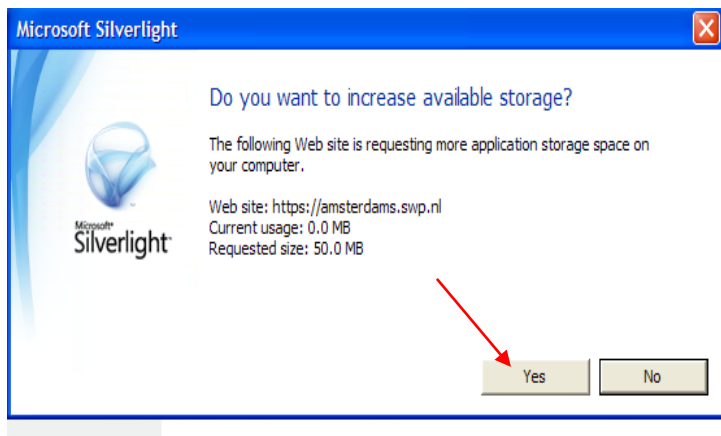 Microsoft Silverlight
Do you want to increase available storage?
The following Web site is requesting more application storage space on
your computer.
Web site: https://amsterdams.swp.nl
Current usage: 0.0 MB
Requested size: 50.0 MB
Microsoft™
Silverlight™
Yes
No